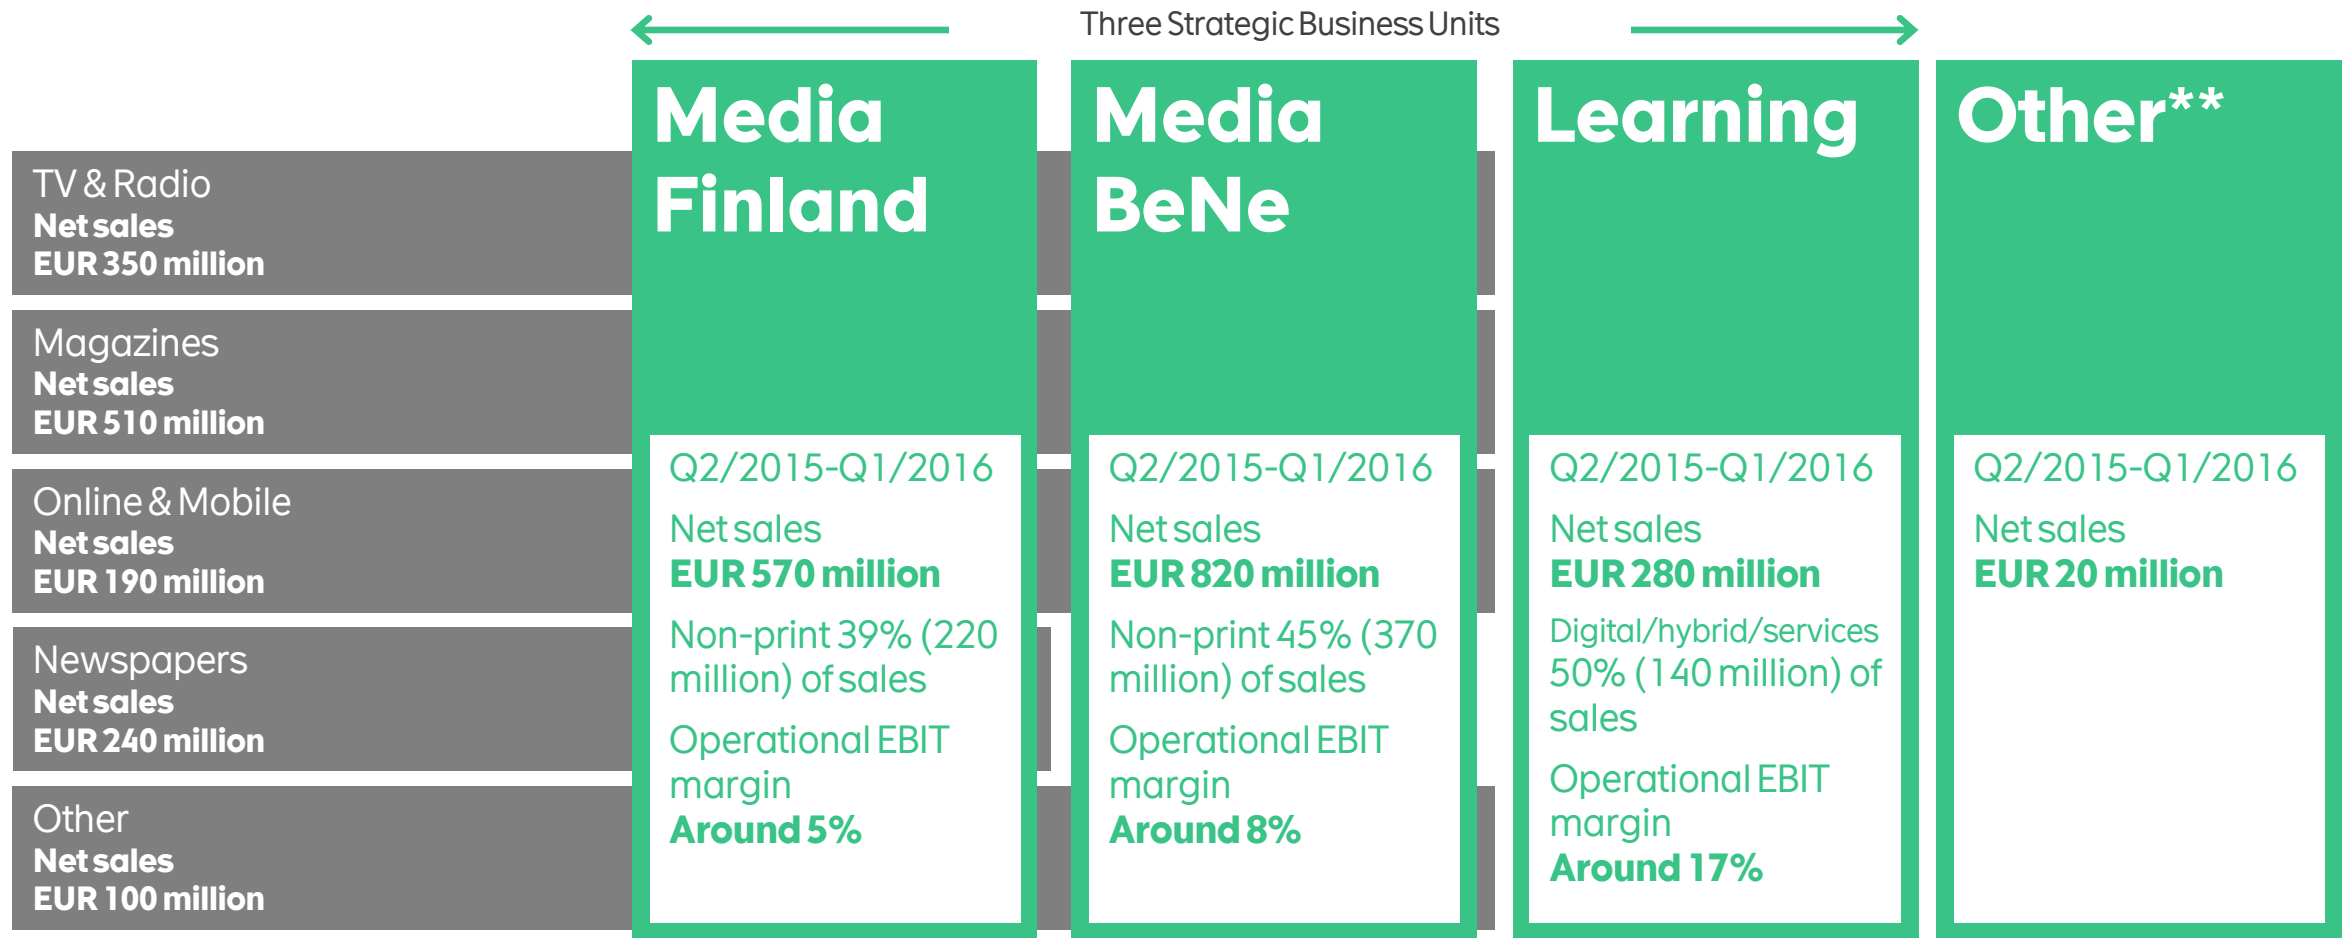 Three Strategic Business Units
TV & Radio
Net sales
EUR 350 million
Magazines
Net sales
EUR 510 million
Online & Mobile
Net sales
EUR 190 million
Newspapers
Net sales
EUR 240 million
Other
Net sales
EUR 100 million
Media
Finland
Q2/2015-Q1/2016
Net sales
EUR 570 million
Non-print 39% (220
million) of sales
Operational EBIT
margin
Around 5%
Media
BeNe
Q2/2015-Q1/2016
Net sales
EUR 820 million
Non-print 45% (370
million) of sales
Operational EBIT
margin
Around 8%
Learning
Q2/2015-Q1/2016
Net sales
EUR 280 million
Digital/hybrid/services
50% (140 million) of
sales
Operational EBIT
margin
Around 17%
Other**
Q2/2015-Q1/2016
Net sales
EUR 20 million